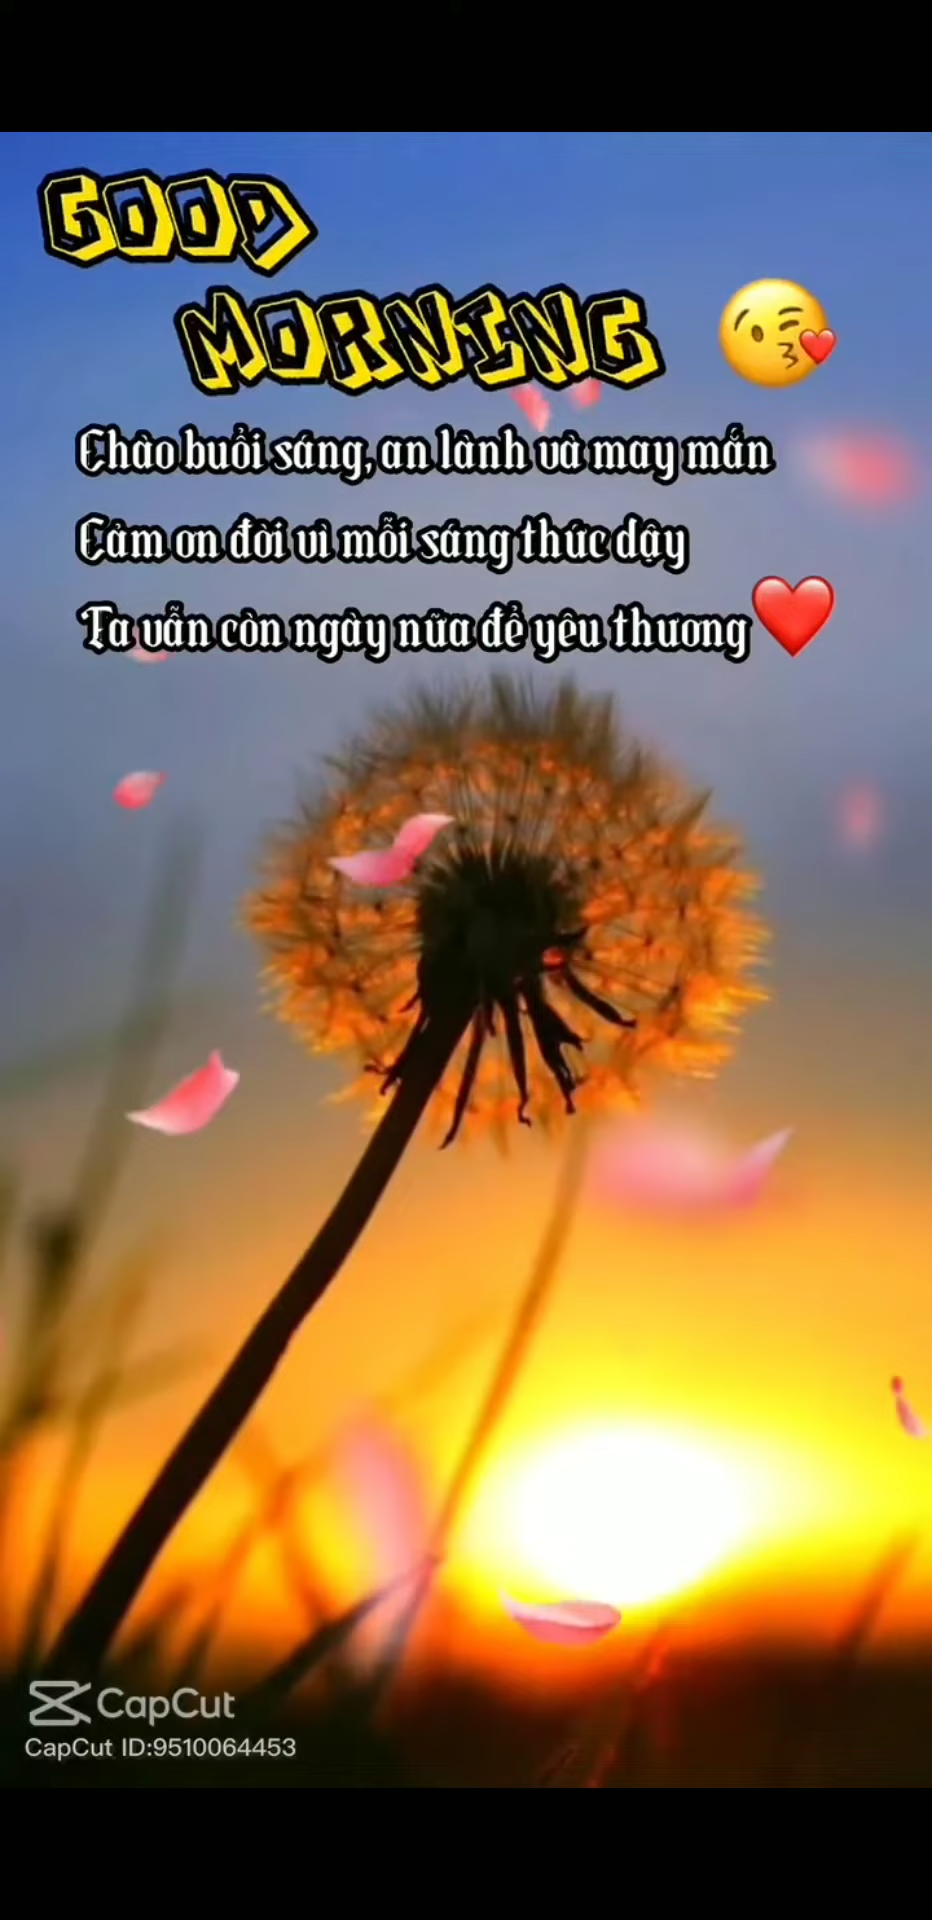 GOOD
MORNING 😘
Chào buổi sáng, an lành và may mắn
Cảm ơn đời vì mỗi sáng thức dậy
Ta vẫn còn ngày nữa để yêu thương❤️
CapCut
CapCut ID:9510064453